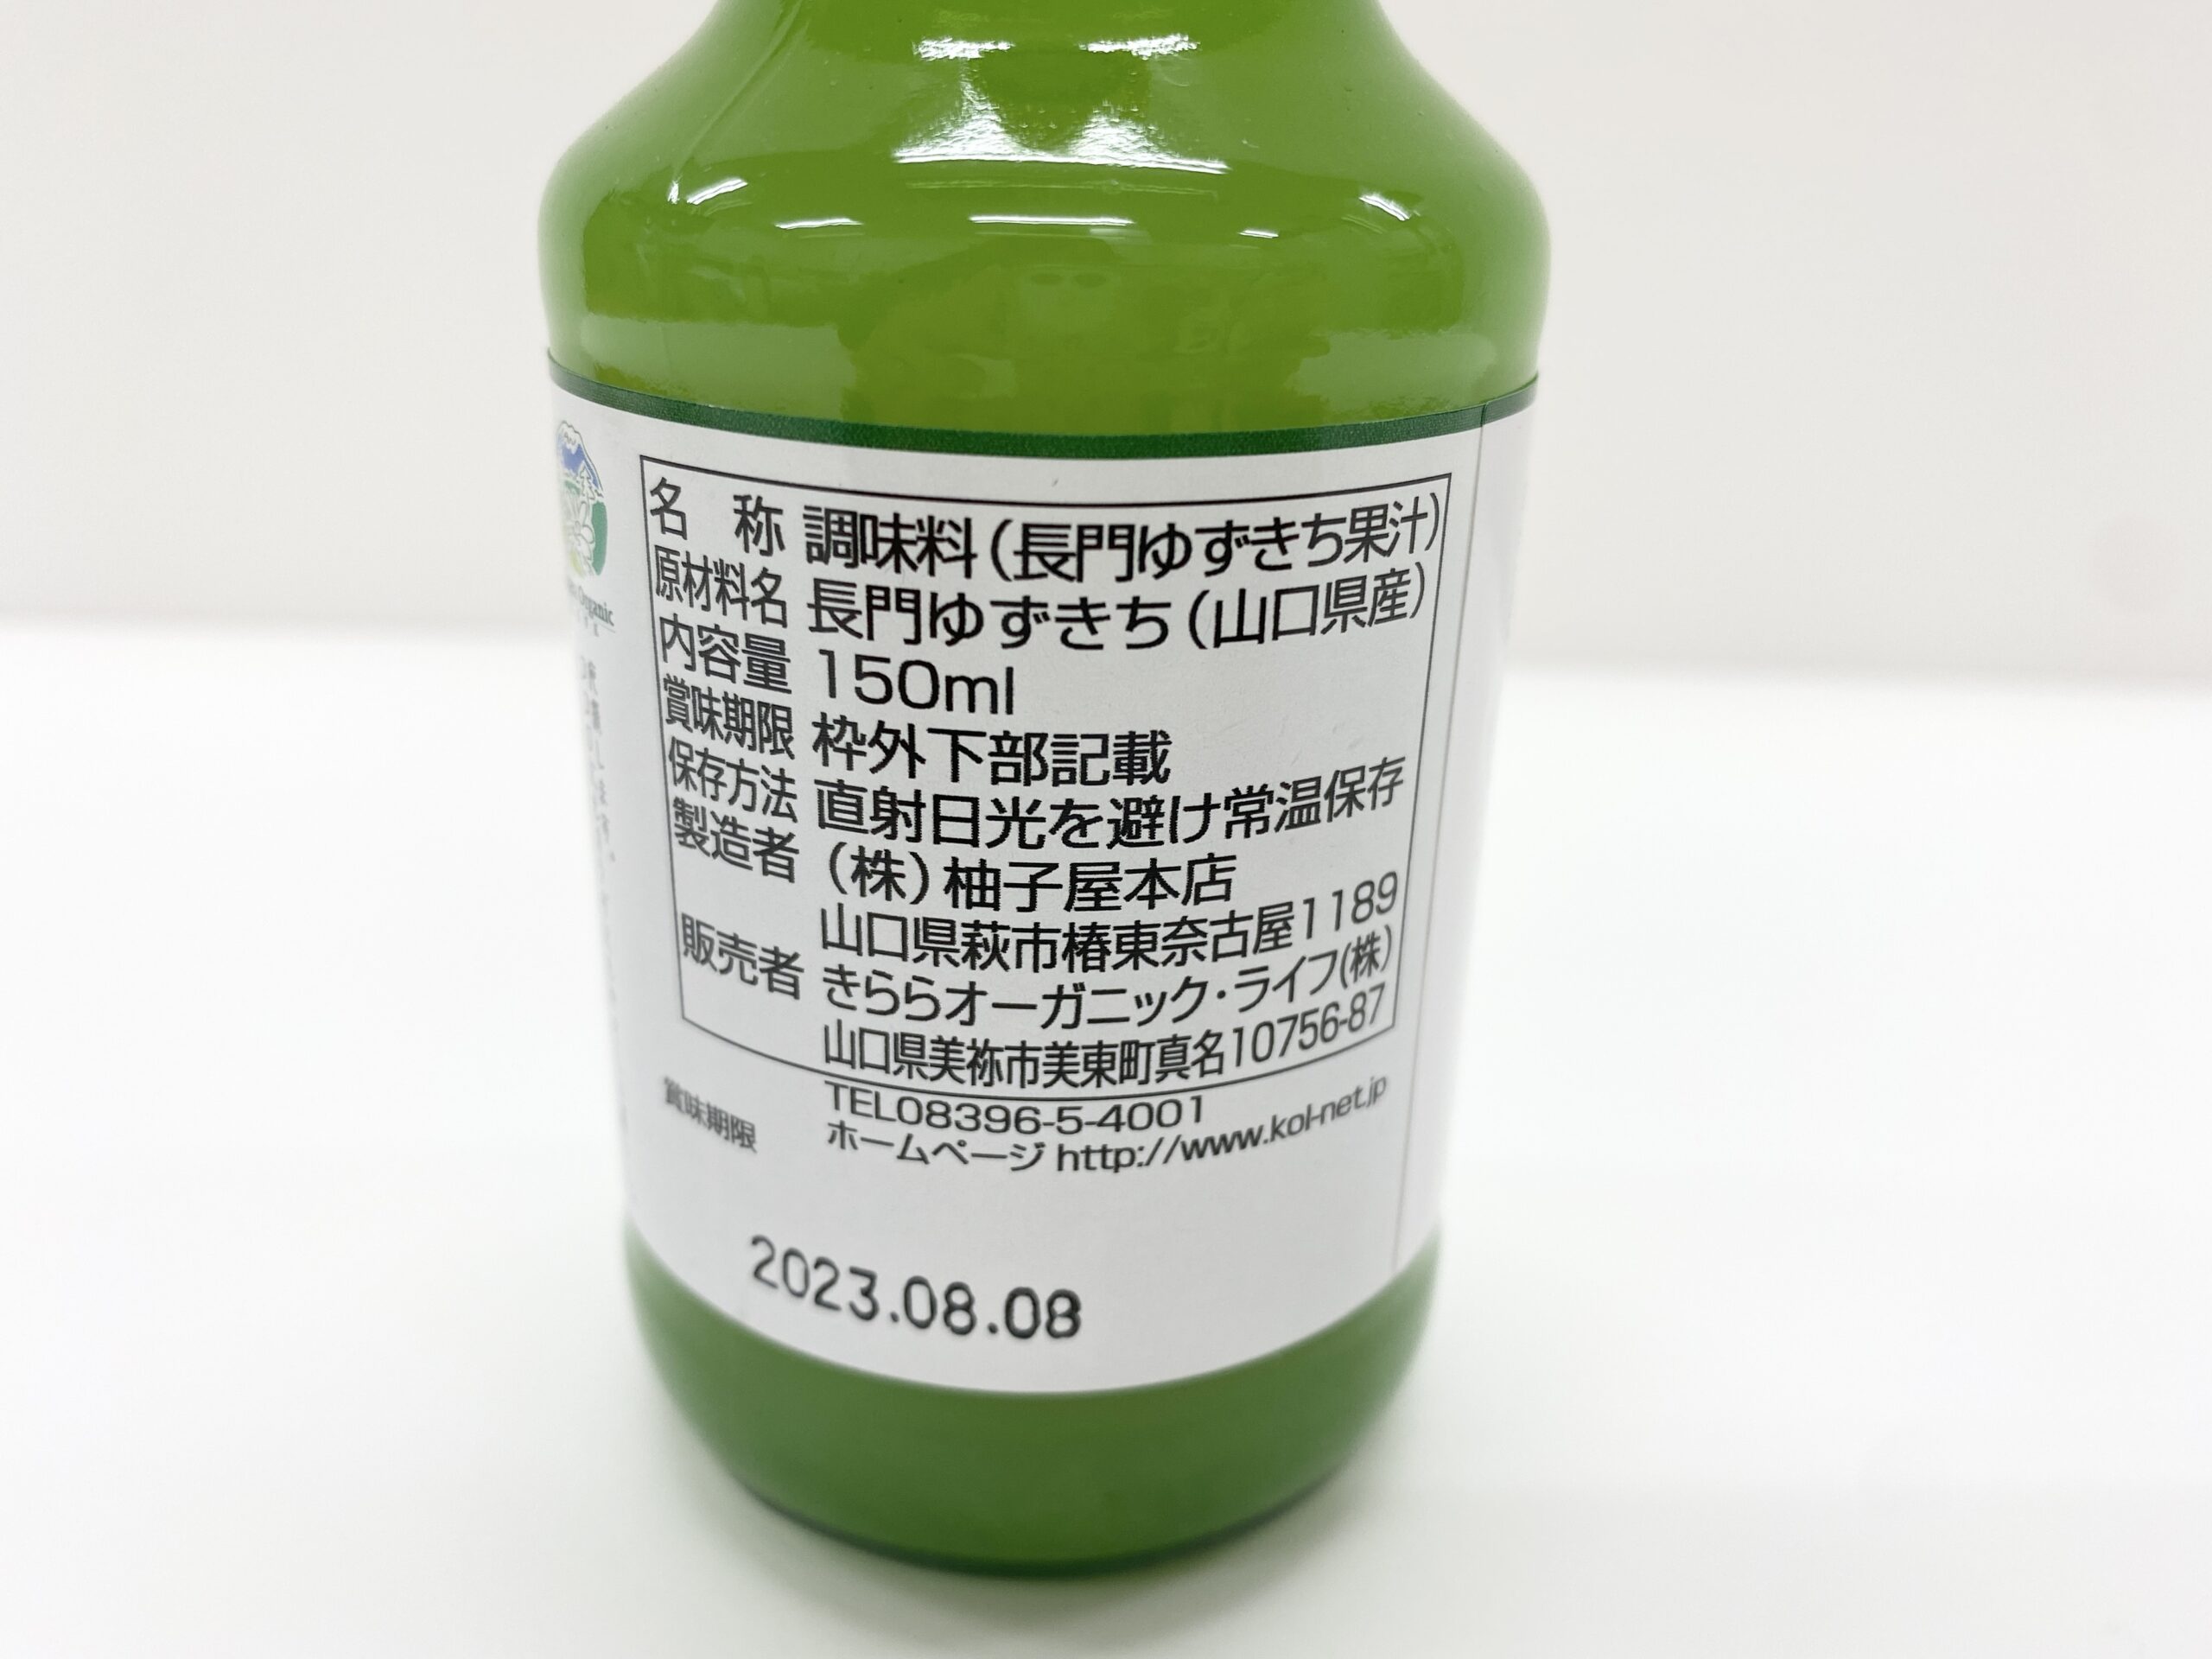 Organic
名 称 調味料(長門ゆずきち果汁)
原材料名 長門ゆずきち(山口県産)
内容量 150ml
賞味期限 枠外下部記載
保存方法 直射日光を避け常温保存
製造者 (株)柚子屋本店
山口県萩市椿東奈古屋1189
販売者 きららオーガニック・ライフ(株)
山口県美祢市美東町真名10756-87
TEL08396-5-4001
ホームページ http://www.kol-net.jp
賞味期限
2023.08.08